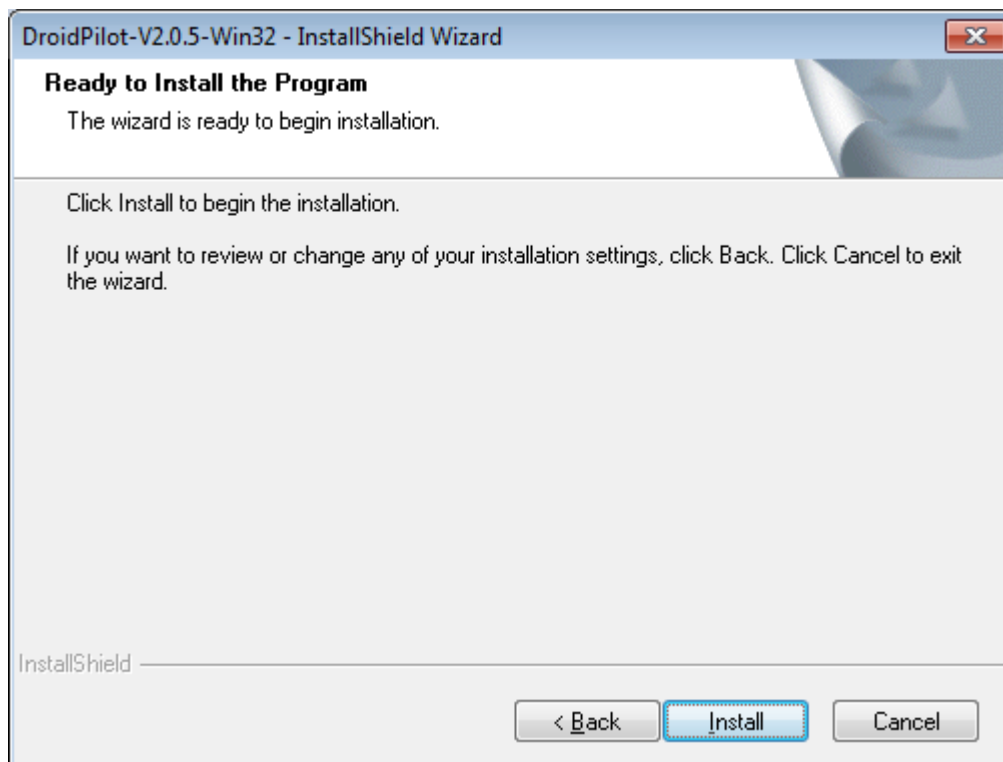 DroidPilot-V2.0.5-Win32 - InstallShield Wizard
Ready to Install the Program
The wizard is ready to begin installation.
Click Install to begin the installation.
If you want to review or change any of your installation settings, click Back. Click Cancel to exit
the wizard.
InstallShield
< Back Install Cancel